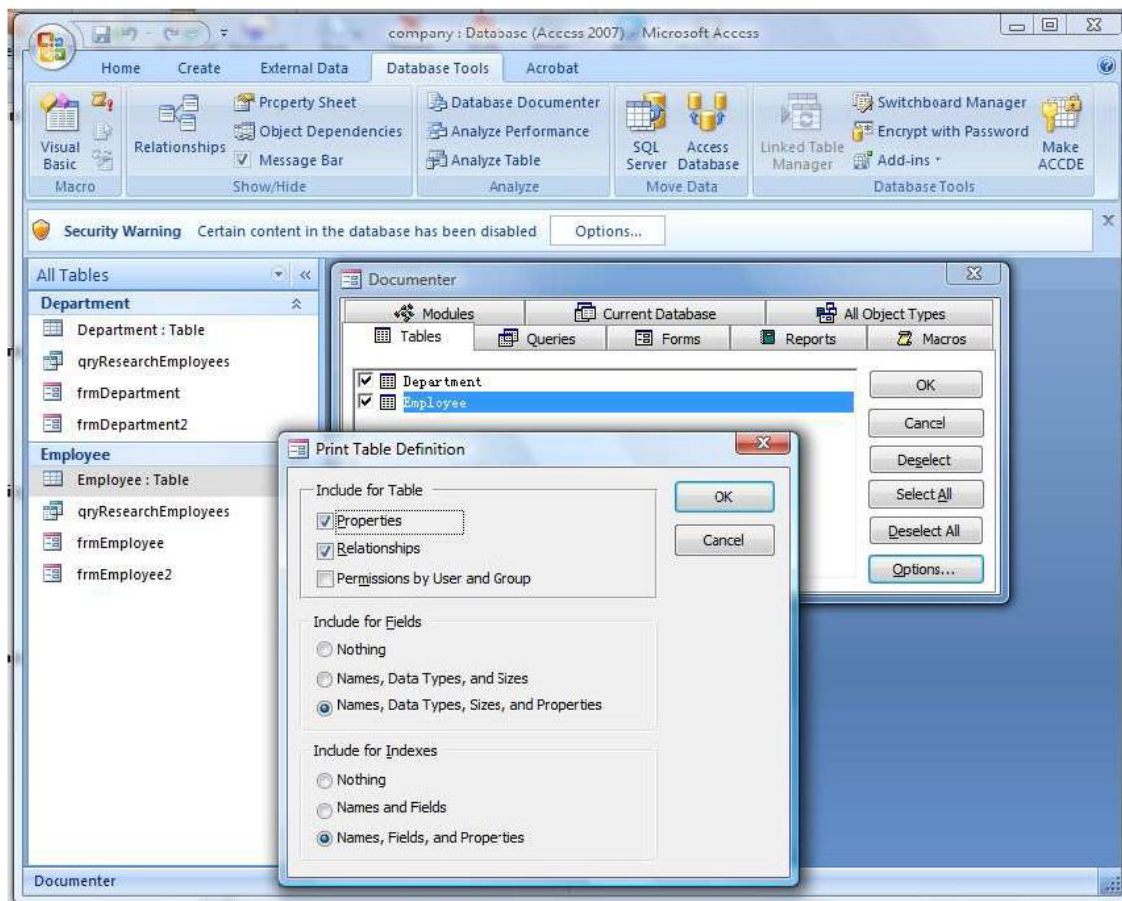 company : Database (Access 2007) - Microsoft Access
Home Create External Data Database Tools Acrobat
Visual Basic
Macro
Relationships
Property Sheet
Object Dependencies
Message Bar
Show/Hide
Database Documenter
Analyze Performance
Analyze Table
Analyze
SQL Server
Access Database
Move Data
Linked Table Manager
Switchboard Manager
Encrypt with Password
Add-ins
Make ACCDE
Database Tools
Security Warning Certain content in the database has been disabled Options...
All Tables
Department
Department : Table
qryResearchEmployees
frmDepartment
frmDepartment2
Employee
Employee : Table
qryResearchEmployees
frmEmployee
frmEmployee2
Documenter
Modules Current Database All Object Types
Tables Queries Forms Reports Macros
Department
Employee
OK
Cancel
Deselect
Select All
Deselect All
Options...
Print Table Definition
Include for Table
Properties
Relationships
Permissions by User and Group
OK
Cancel
Include for Fields
Nothing
Names, Data Types, and Sizes
Names, Data Types, Sizes, and Properties
Include for Indexes
Nothing
Names and Fields
Names, Fields, and Properties
Documenter